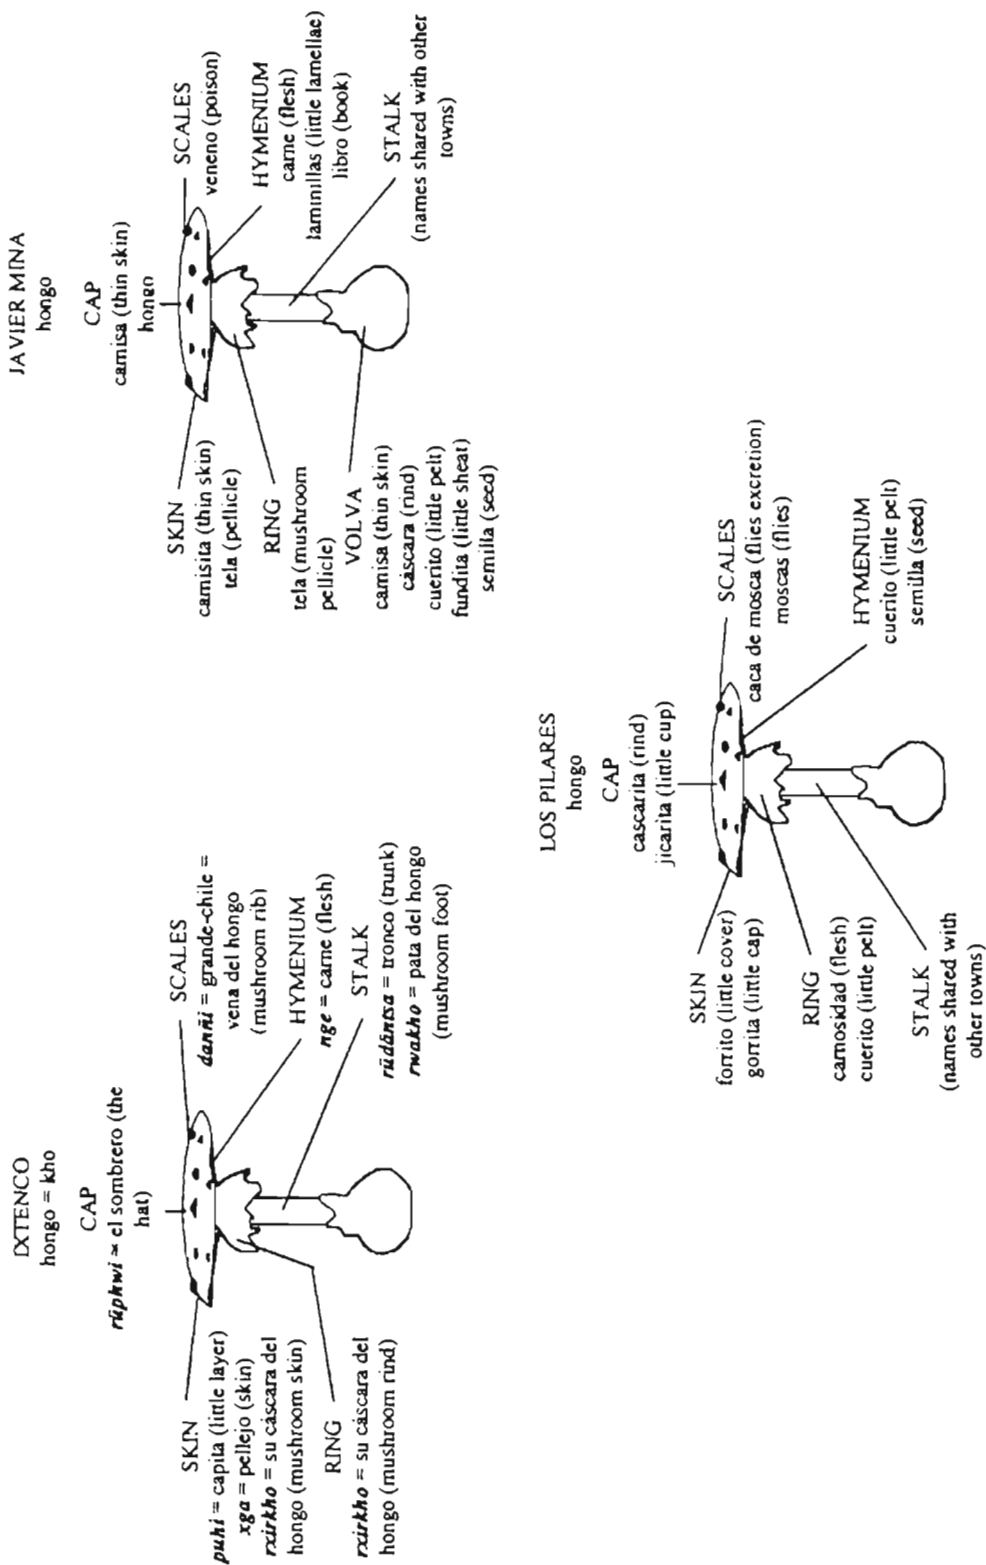 IXTENCO
hongo = kho
CAP
rüphwi = el sombrero (the
hat)
SKIN
puhi = capita (little layer)
xga = pellejo (skin)
rxirkho = su cáscara del
hongo (mushroom skin)
RING
rxirkho = su cáscara del
hongo (mushroom rind)
SCALES
danñi = grande-chile =
vena del hongo
(mushroom rib)
HYMENIUM
nge = carne (flesh)
STALK
rüdäntsa = tronco (trunk)
rwakho = pata del hongo
(mushroom foot)
JAVIER MINA
hongo
CAP
camisa (thin skin)
hongo
SKIN
camisita (thin skin)
tela (pellicle)
RING
tela (mushroom
pellicle)
VOLVA
camisa (thin skin)
cáscara (rind)
cuerito (little pelt)
fundita (little sheat)
semilla (seed)
SCALES
veneno (poison)
HYMENIUM
carne (flesh)
laminillas (little lamellae)
libro (book)
STALK
(names shared with other
towns)
LOS PILARES
hongo
CAP
cascarita (rind)
jicarita (little cup)
SKIN
forrito (little cover)
gorrita (little cap)
RING
carnosidad (flesh)
cuerito (little pelt)
STALK
(names shared with
other towns)
SCALES
caca de mosca (flies excretion)
moscas (flies)
HYMENIUM
cuerito (little pelt)
semilla (seed)